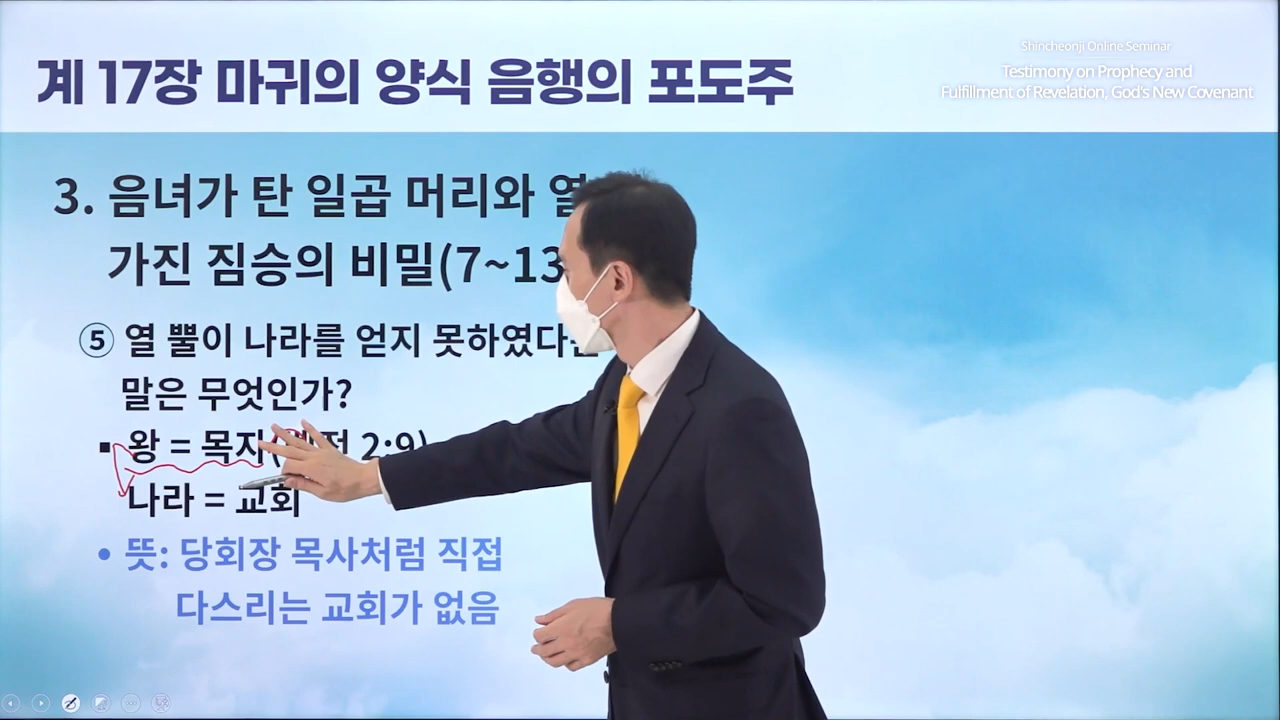 계 17장 마귀의 양식 음행의 포도주
Shincheonji Online Seminar
Testimony on Prophecy and
Fulfillment of Revelation, God's New Covenant
3. 음녀가 탄 일곱 머리와 열
가진 짐승의 비밀(7~13
⑤ 열 뿔이 나라를 얻지 못하였다는
말은 무엇인가?
▪ 왕 = 목자( 2:9)
나라 = 교회
• 뜻: 당회장 목사처럼 직접
다스리는 교회가 없음